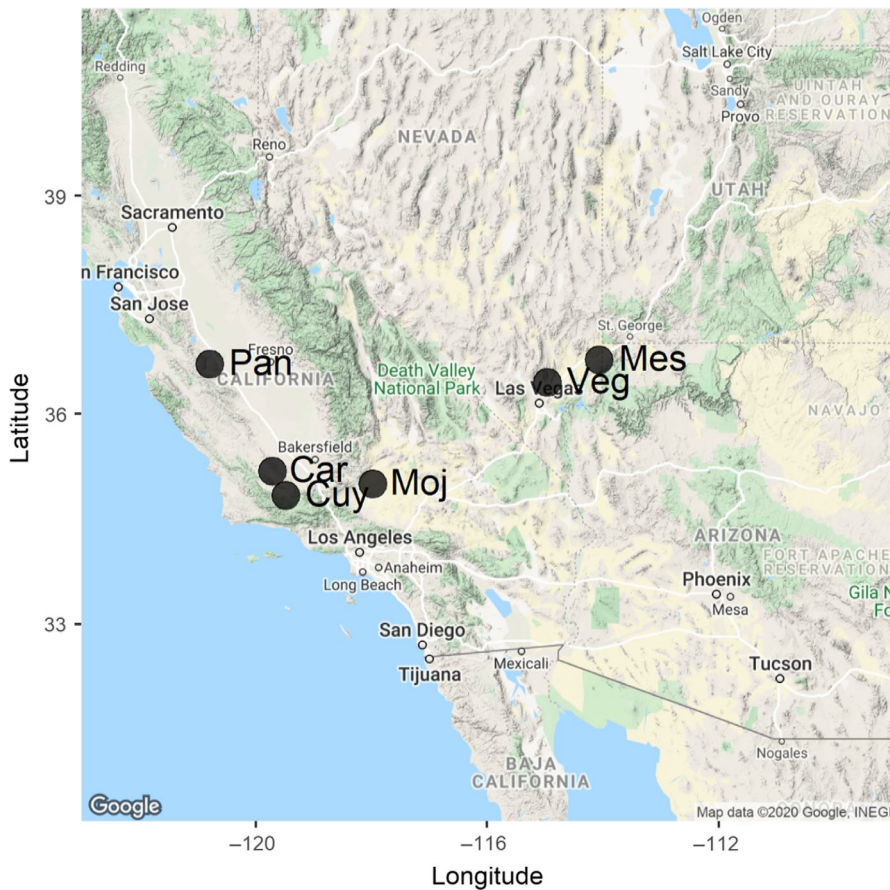 Ogden
Salt Lake City
Redding
Sandy
Provo
UINTAH
AND OURAY
RESERVATION
NEVADA
Reno
39
UTAH
Sacramento
n Francisco
San Jose
St. George
Pan
Fresno
CALIFORNIA
Mes
Death Valley
National Park
Las Vegas
Veg
36
NAVAJO
Latitude
Bakersfield
Car
Cuy
Moj
Los Angeles
ARIZONA
Anaheim
Long Beach
FORT APACHE
RESERVATION
Phoenix
Mesa
Gila N
Fo
33
San Diego
Tijuana
Mexicali
Tucson
Nogales
BAJA
CALIFORNIA
Google
Map data ©2020 Google, INEGI
−120
−116
−112
Longitude